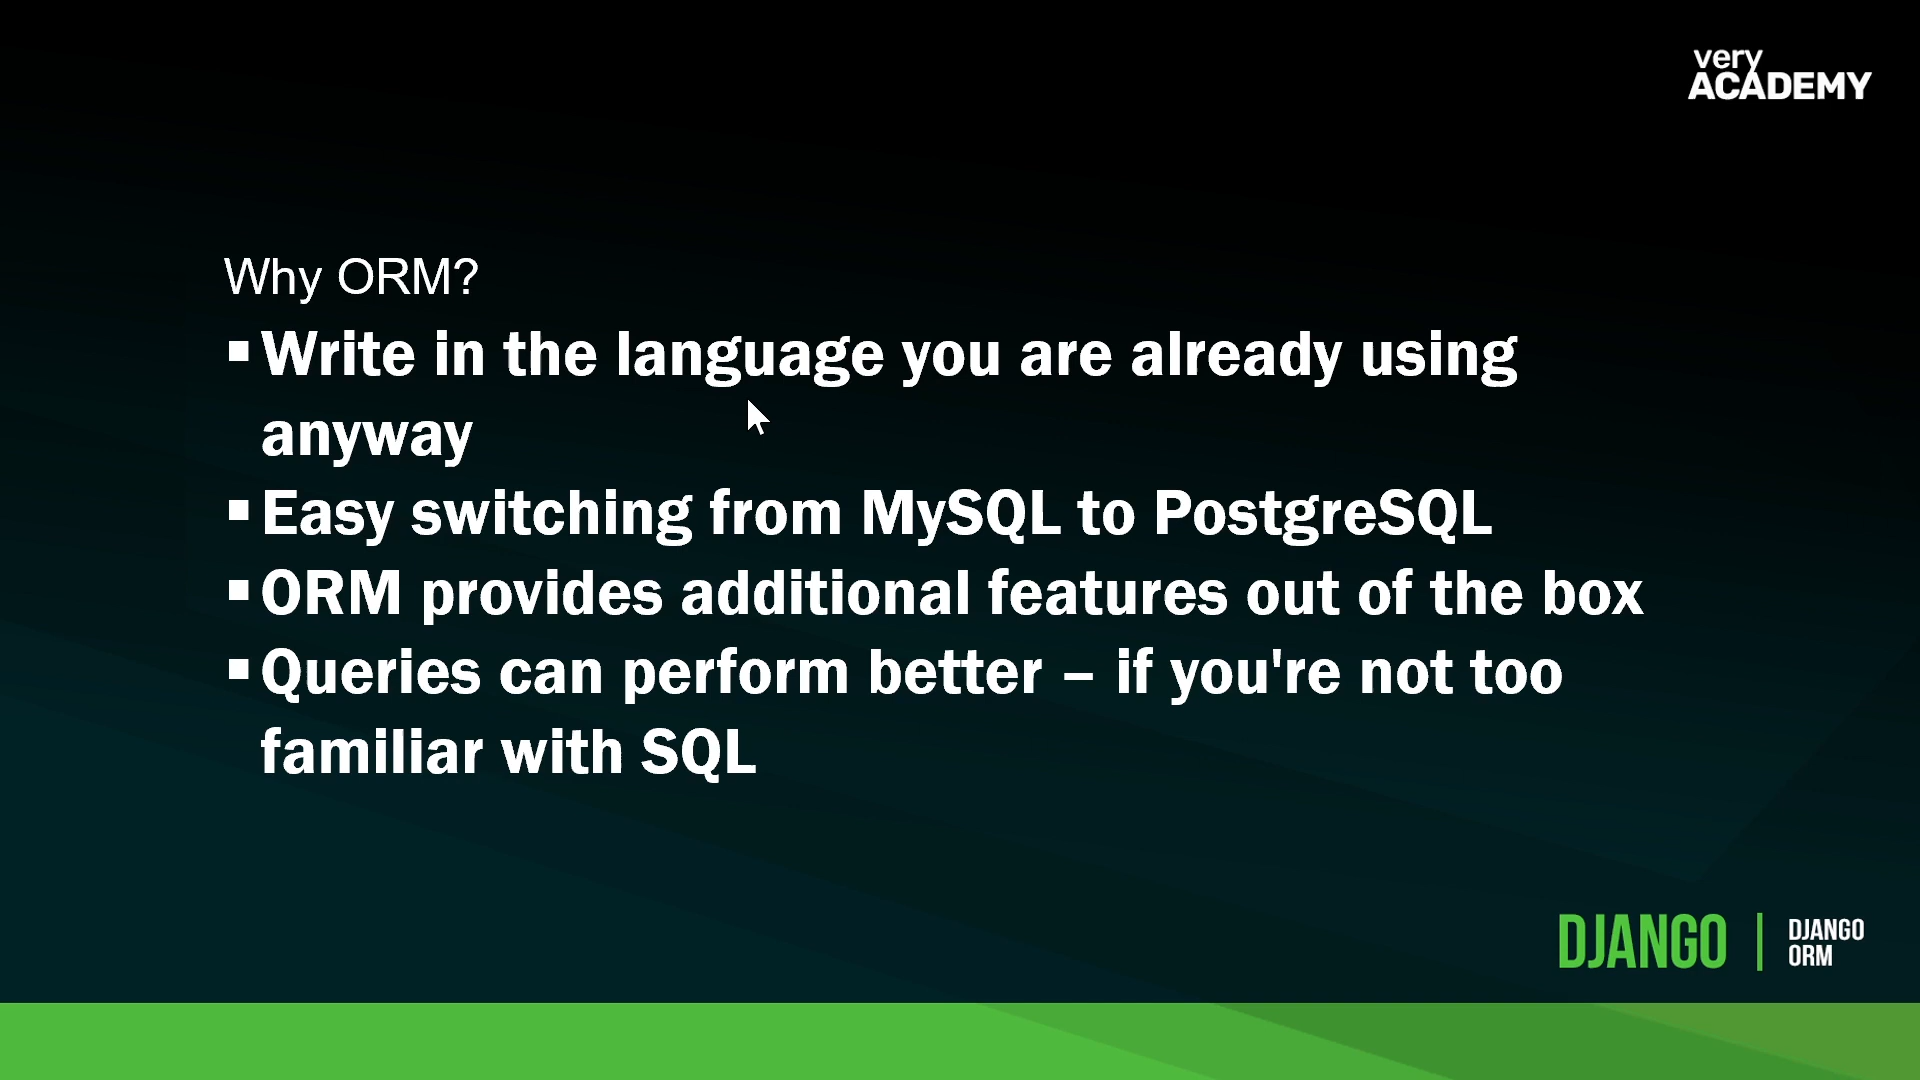 very
ACADEMY
Why ORM?
▪ Write in the language you are already using
anyway
▪ Easy switching from MySQL to PostgreSQL
▪ ORM provides additional features out of the box
▪ Queries can perform better – if you're not too
familiar with SQL
DJANGO | DJANGO
ORM